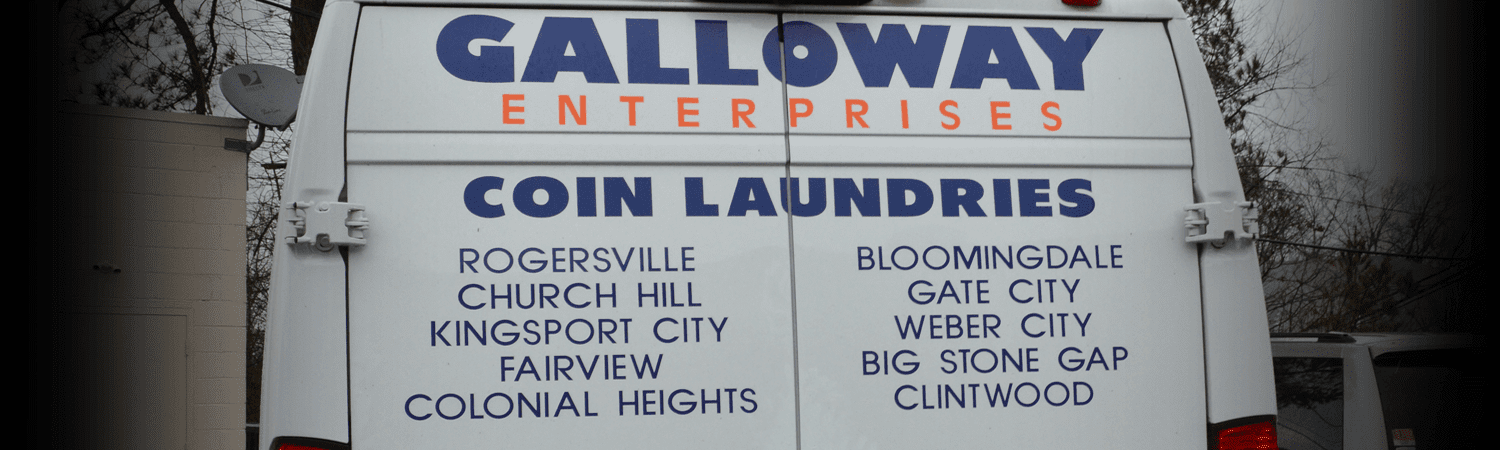 GALLOWAY
ENTERPRISES
COIN LAUNDRIES
ROGERSVILLE
CHURCH HILL
KINGSPORT CITY
FAIRVIEW
COLONIAL HEIGHTS
BLOOMINGDALE
GATE CITY
WEBER CITY
BIG STONE GAP
CLINTWOOD